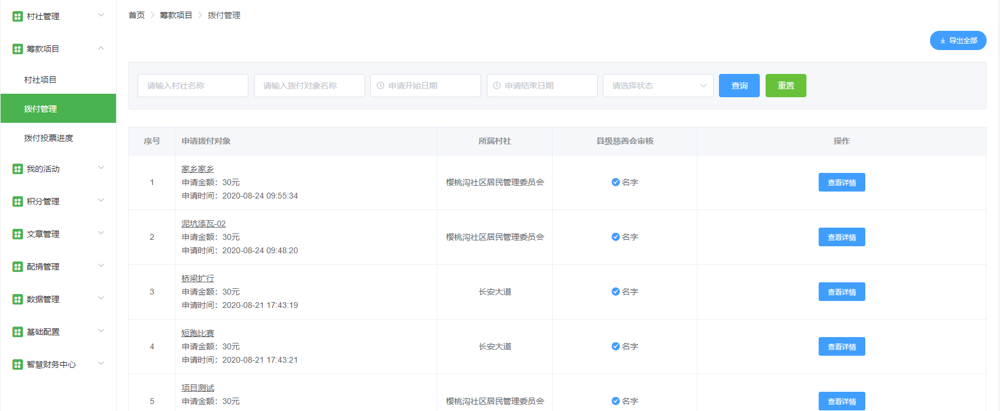 村社管理
筹款项目
村社项目
拨付管理
拨付投票进度
我的活动
积分管理
文章管理
配捐管理
数据管理
基础配置
智慧财务中心
首页 > 筹款项目 > 拨付管理
导出全部
请输入村社名称 请输入拨付对象名称 申请开始日期 申请结束日期 请选择状态 查询 重置
序号 申请拨付对象 所属村社 县级慈善会审核 操作
家乡家乡
1 申请金额：30元 樱桃沟社区居民管理委员会 名字 查看详情
申请时间：2020-08-24 09:55:34
泥坑添瓦-02
2 申请金额：30元 樱桃沟社区居民管理委员会 名字 查看详情
申请时间：2020-08-24 09:48:20
桥梁扩行
3 申请金额：30元 长安大道 名字 查看详情
申请时间：2020-08-21 17:43:19
短跑比赛
4 申请金额：30元 长安大道 名字 查看详情
申请时间：2020-08-21 17:43:21
项目测试
5 申请金额：30元 樱桃沟社区居民管理委员会 名字 查看详情